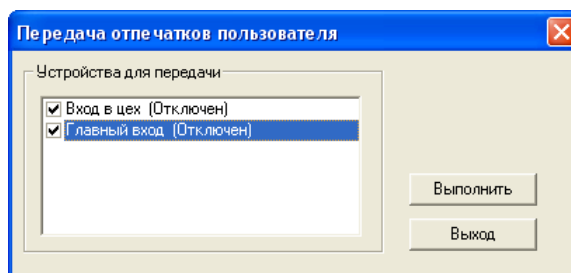 Передача отпечатков пользователя
Устройства для передачи
Вход в цех (Отключен)
Главный вход (Отключен)
Выполнить
Выход